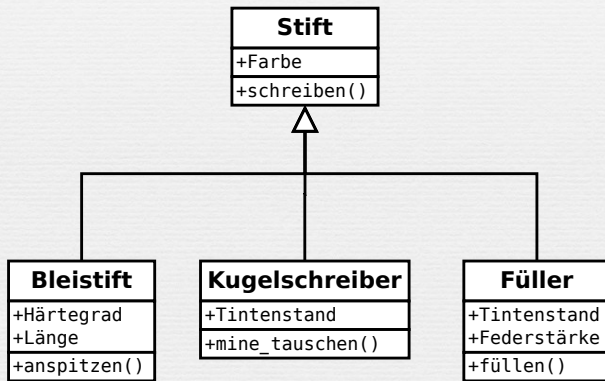 Stift
+Farbe
+schreiben()
Bleistift
+Härtegrad
+Länge
+anspitzen()
Kugelschreiber
+Tintenstand
+mine_tauschen()
Füller
+Tintenstand
+Federstärke
+füllen()